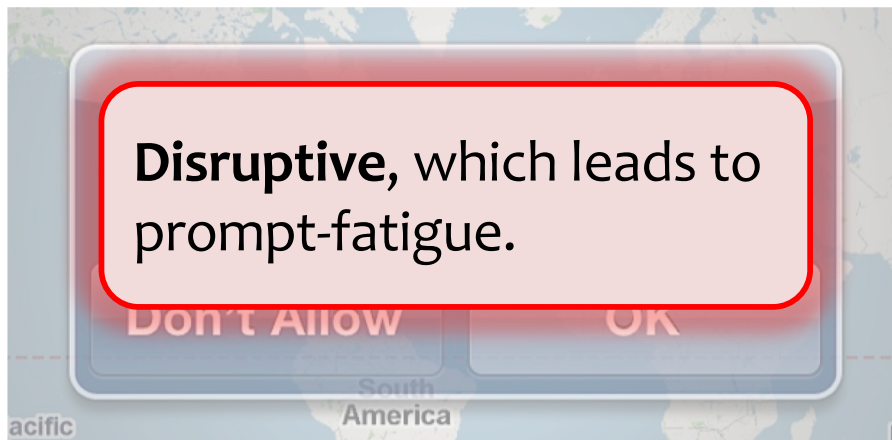 Disruptive, which leads to
prompt-fatigue.
Don't Allow
OK
South
America
acific